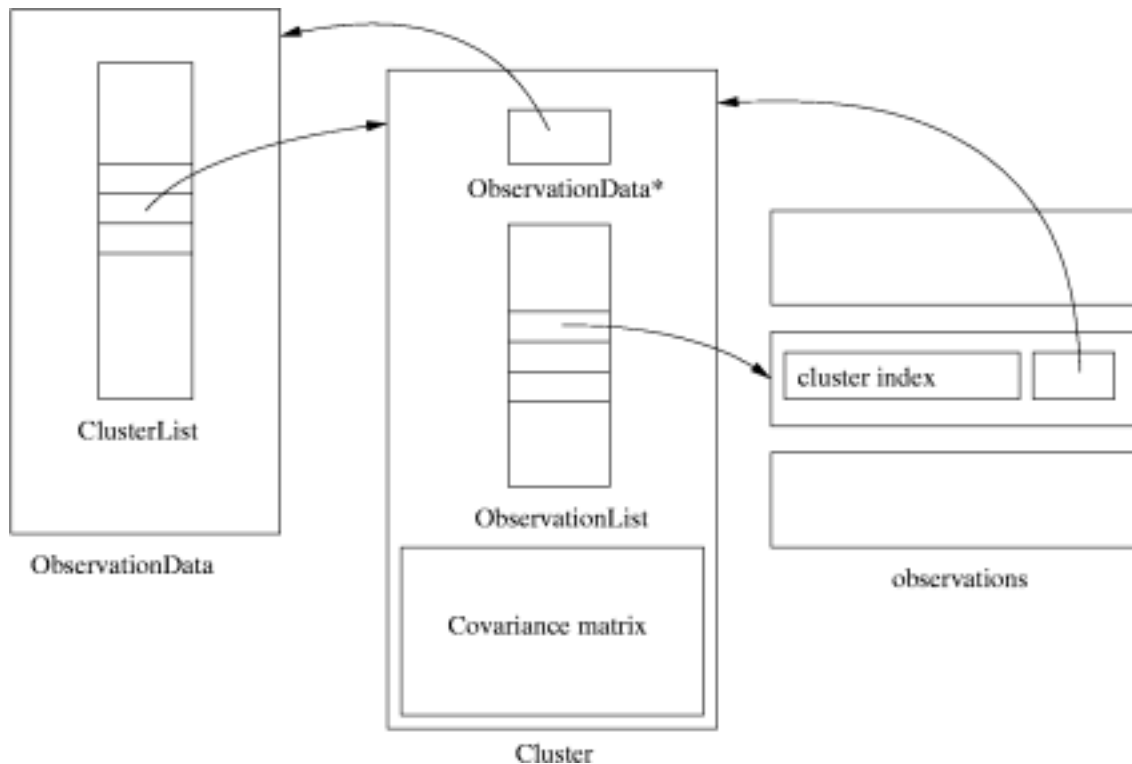 ObservationData*
cluster index
ClusterList
ObservationList
ObservationData
observations
Covariance matrix
Cluster